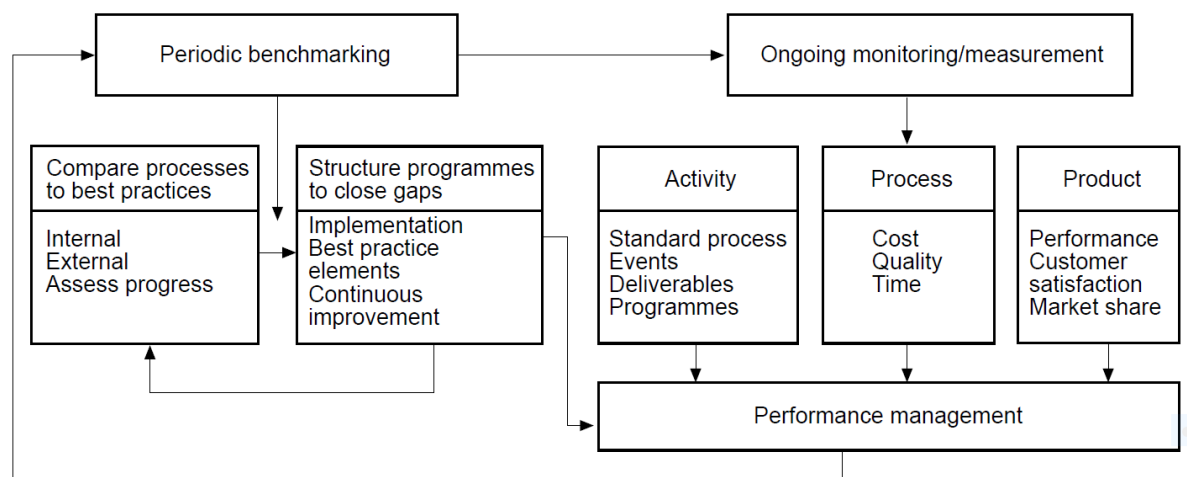 Periodic benchmarking
Ongoing monitoring/measurement
Compare processes
to best practices
Internal
External
Assess progress
Structure programmes
to close gaps
Implementation
Best practice
elements
Continuous
improvement
Activity
Standard process
Events
Deliverables
Programmes
Process
Cost
Quality
Time
Product
Performance
Customer
satisfaction
Market share
Performance management